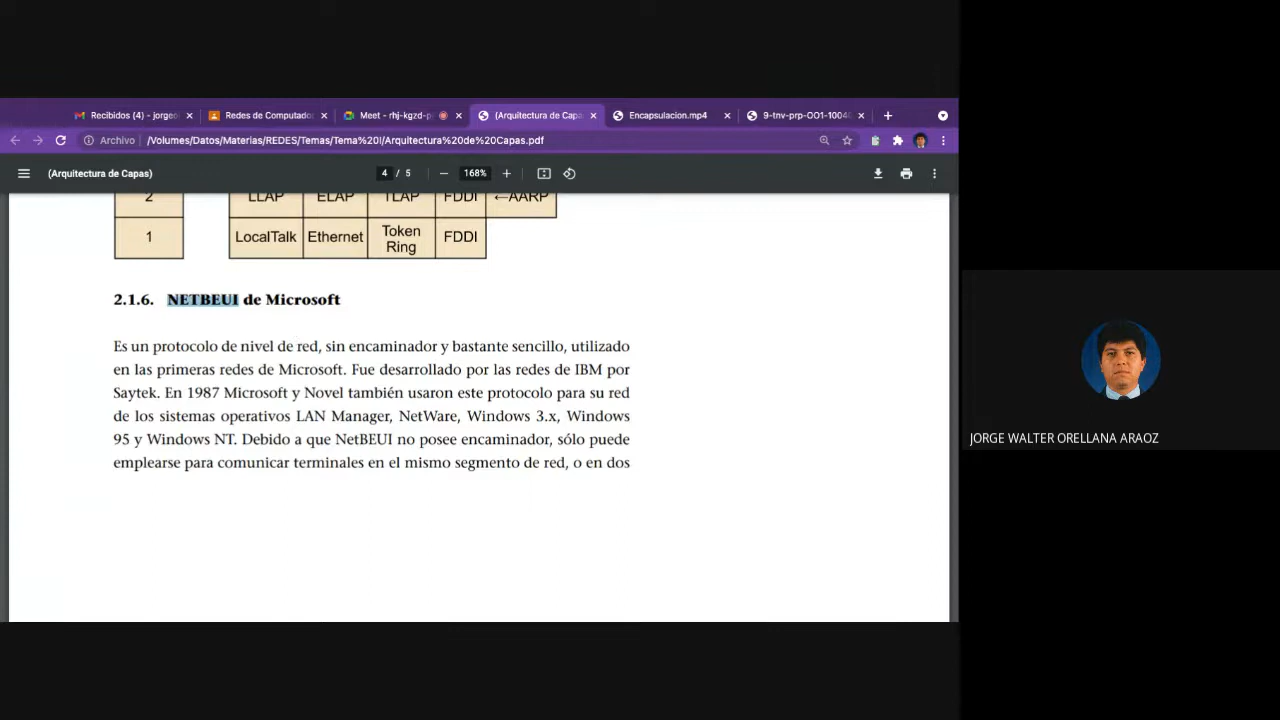 Recibidos (4) - jorgeo
Redes de Computado
Meet - rhj-kgzd-p
(Arquitectura de Capa
Encapsulacion.mp4
9-tnv-prp-OO1-1004
Archivo
/Volumes/Datos/Materias/REDES/Temas/Tema%20I/Arquitectura%20de%20Capas.pdf
(Arquitectura de Capas)
4 / 5
168%
2 LLAP ELAP TLAP FDDI ←AARP
1 LocalTalk Ethernet Token Ring FDDI
2.1.6. NETBEUI de Microsoft
Es un protocolo de nivel de red, sin encaminador y bastante sencillo, utilizado
en las primeras redes de Microsoft. Fue desarrollado por las redes de IBM por
Saytek. En 1987 Microsoft y Novel también usaron este protocolo para su red
de los sistemas operativos LAN Manager, NetWare, Windows 3.x, Windows
95 y Windows NT. Debido a que NetBEUI no posee encaminador, sólo puede
emplearse para comunicar terminales en el mismo segmento de red, o en dos
JORGE WALTER ORELLANA ARAOZ